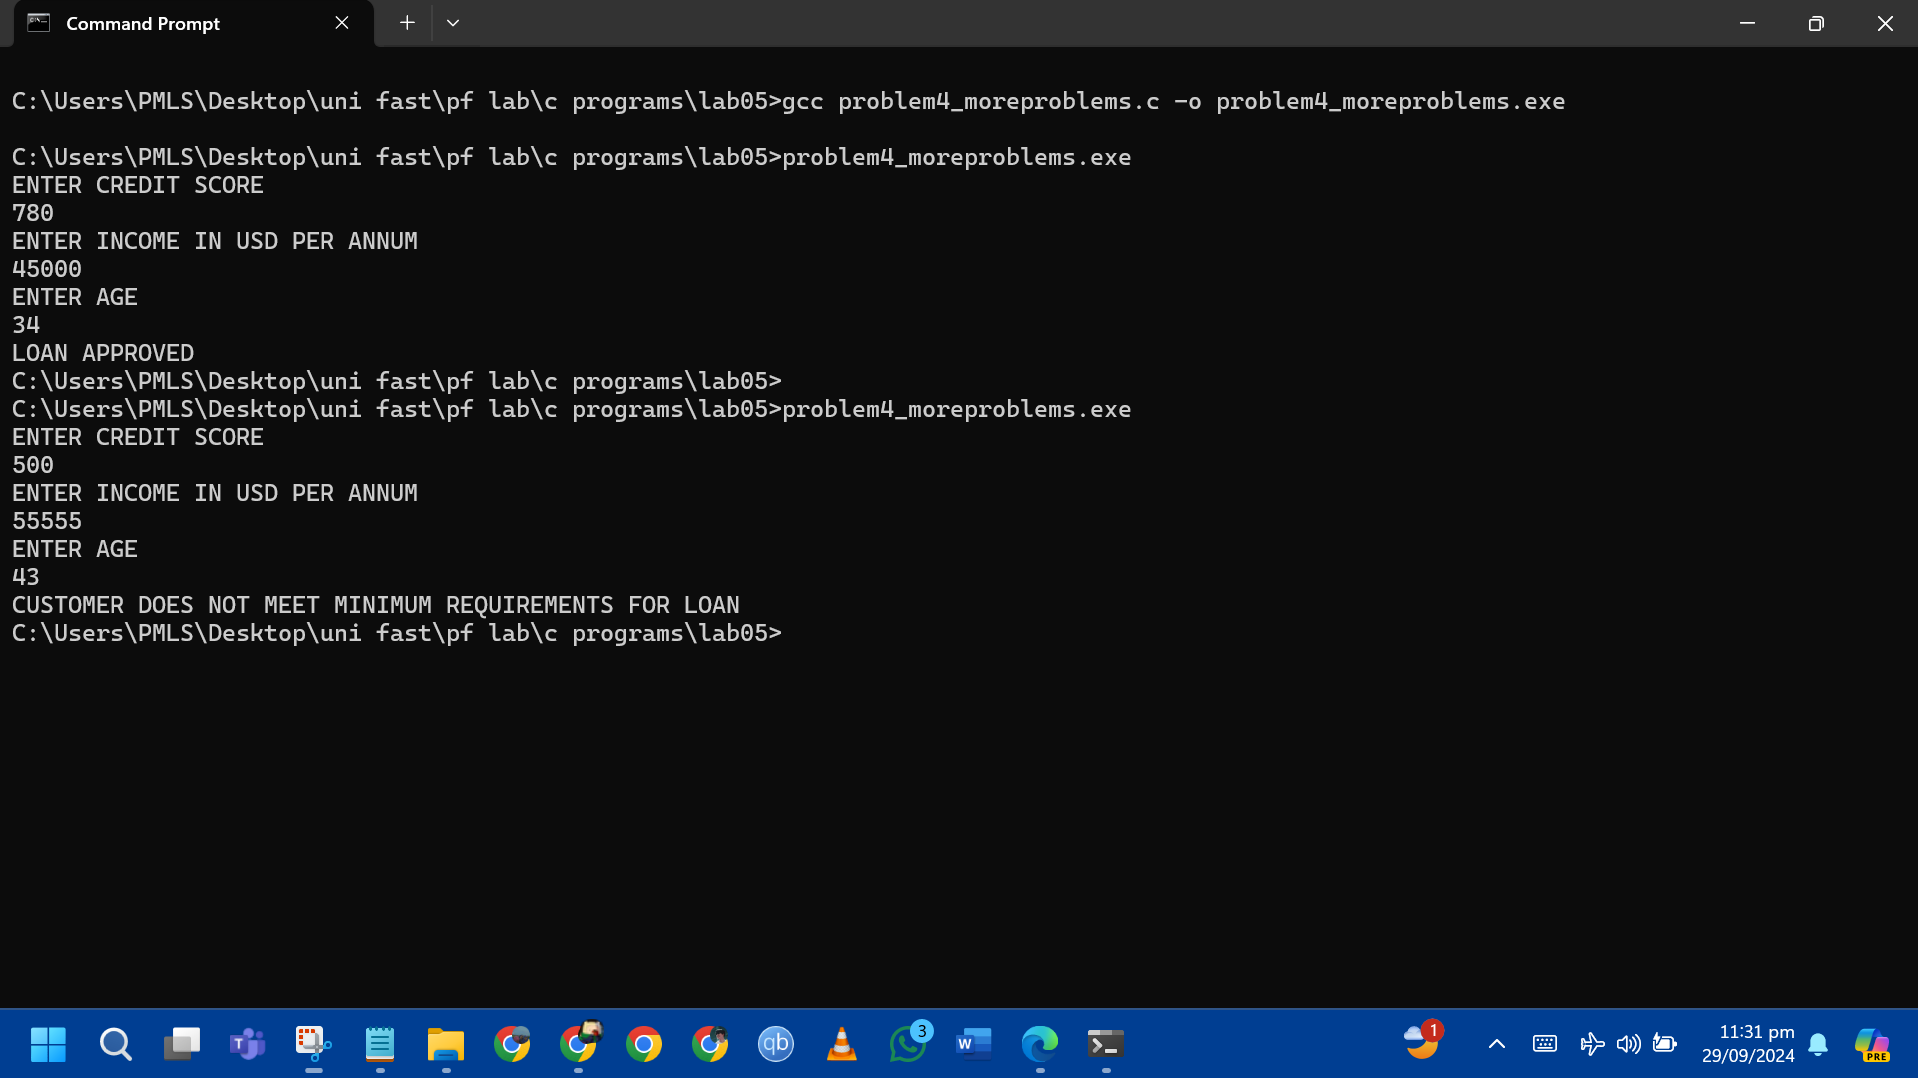 Command Prompt
C:\Users\PMLS\Desktop\uni fast\pf lab\c programs\lab05>gcc problem4_moreproblems.c -o problem4_moreproblems.exe
C:\Users\PMLS\Desktop\uni fast\pf lab\c programs\lab05>problem4_moreproblems.exe
ENTER CREDIT SCORE
780
ENTER INCOME IN USD PER ANNUM
45000
ENTER AGE
34
LOAN APPROVED
C:\Users\PMLS\Desktop\uni fast\pf lab\c programs\lab05>
C:\Users\PMLS\Desktop\uni fast\pf lab\c programs\lab05>problem4_moreproblems.exe
ENTER CREDIT SCORE
500
ENTER INCOME IN USD PER ANNUM
55555
ENTER AGE
43
CUSTOMER DOES NOT MEET MINIMUM REQUIREMENTS FOR LOAN
C:\Users\PMLS\Desktop\uni fast\pf lab\c programs\lab05>
T
qb
3
W
1
11:31 pm
29/09/2024
PRE